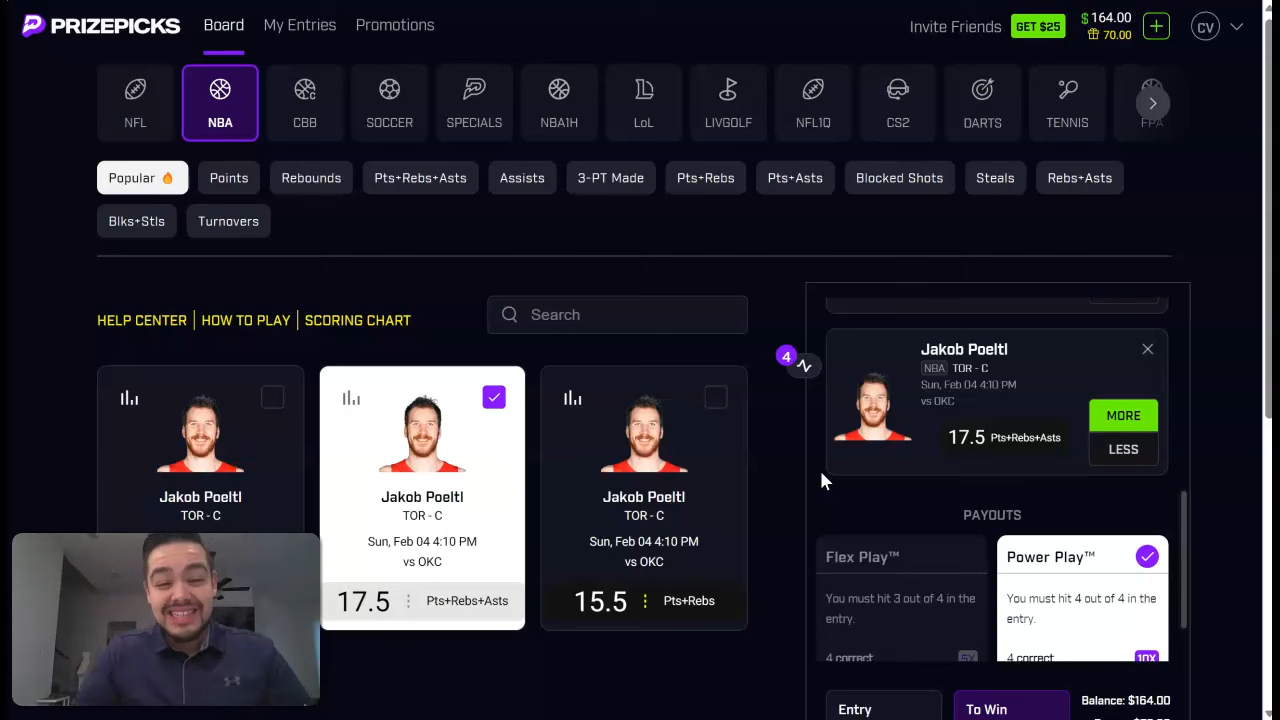 PRIZEPICKS
Board
My Entries
Promotions
Invite Friends
GET $25
$164.00
70.00
CV
NFL
NBA
CBB
SOCCER
SPECIALS
NBA1H
LoL
LIVGOLF
NFL1Q
CS2
DARTS
TENNIS
Popular
Points
Rebounds
Pts+Rebs+Asts
Assists
3-PT Made
Pts+Rebs
Pts+Asts
Blocked Shots
Steals
Rebs+Asts
Blks+Stls
Turnovers
HELP CENTER
HOW TO PLAY
SCORING CHART
Search
Jakob Poeltl
TOR - C
Jakob Poeltl
TOR - C
Sun, Feb 04 4:10 PM
vs OKC
17.5 Pts+Rebs+Asts
Jakob Poeltl
TOR - C
Sun, Feb 04 4:10 PM
vs OKC
15.5 Pts+Rebs
4
Jakob Poeltl
NBA TOR - C
Sun, Feb 04 4:10 PM
vs OKC
17.5 Pts+Rebs+Asts
MORE
LESS
PAYOUTS
Flex Play™
You must hit 3 out of 4 in the
entry.
4 correct 5X
Power Play™
You must hit 4 out of 4 in the
entry.
4 correct 10X
Entry
To Win
Balance: $164.00